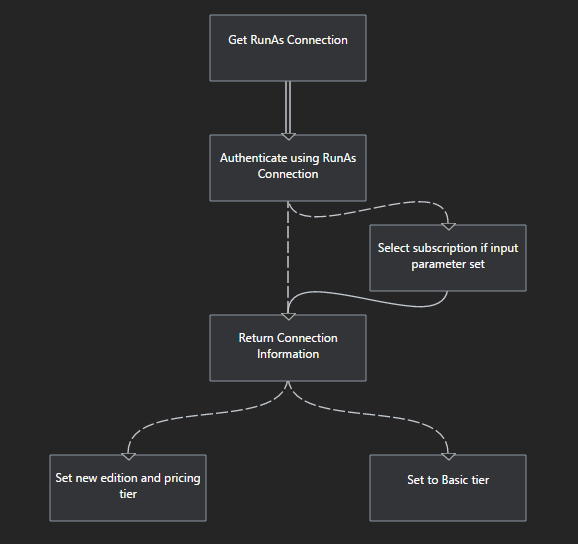 Get RunAs Connection
Authenticate using RunAs
Connection
Select subscription if input
parameter set
Return Connection
Information
Set new edition and pricing
tier
Set to Basic tier